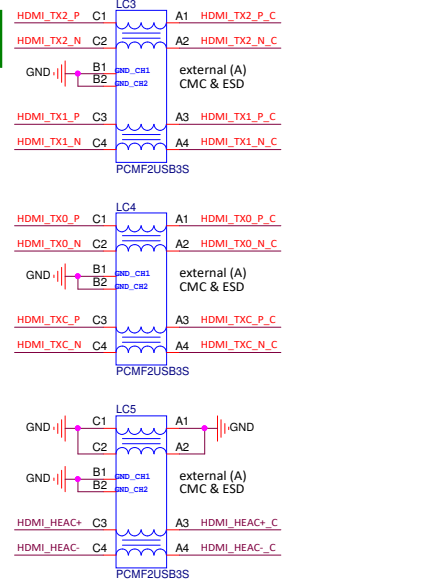 LC3
HDMI_TX2_P C1 A1 HDMI_TX2_P_C
HDMI_TX2_N C2 A2 HDMI_TX2_N_C
GND B1 GND_CH1 external (A)
B2 GND_CH2 CMC & ESD
HDMI_TX1_P C3 A3 HDMI_TX1_P_C
HDMI_TX1_N C4 A4 HDMI_TX1_N_C
PCMF2USB3S
LC4
HDMI_TX0_P C1 A1 HDMI_TX0_P_C
HDMI_TX0_N C2 A2 HDMI_TX0_N_C
GND B1 GND_CH1 external (A)
B2 GND_CH2 CMC & ESD
HDMI_TXC_P C3 A3 HDMI_TXC_P_C
HDMI_TXC_N C4 A4 HDMI_TXC_N_C
PCMF2USB3S
LC5
GND C1 A1 GND
C2 A2
GND B1 GND_CH1 external (A)
B2 GND_CH2 CMC & ESD
HDMI_HEAC+ C3 A3 HDMI_HEAC+_C
HDMI_HEAC- C4 A4 HDMI_HEAC-_C
PCMF2USB3S